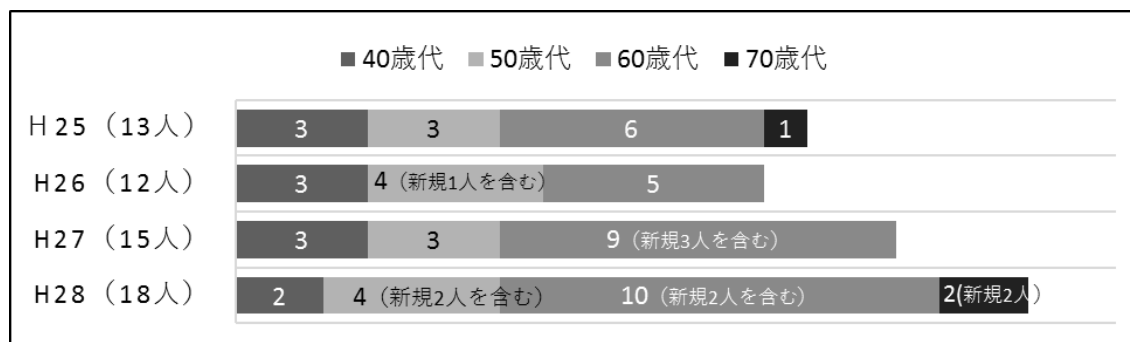 ■40歳代 ■50歳代 ■60歳代 ■70歳代
H25（13人） 3 3 6 1
H26（12人） 3 4（新規1人を含む） 5
H27（15人） 3 3 9（新規3人を含む）
H28（18人） 2 4（新規2人を含む） 10（新規2人を含む） 2(新規2人）